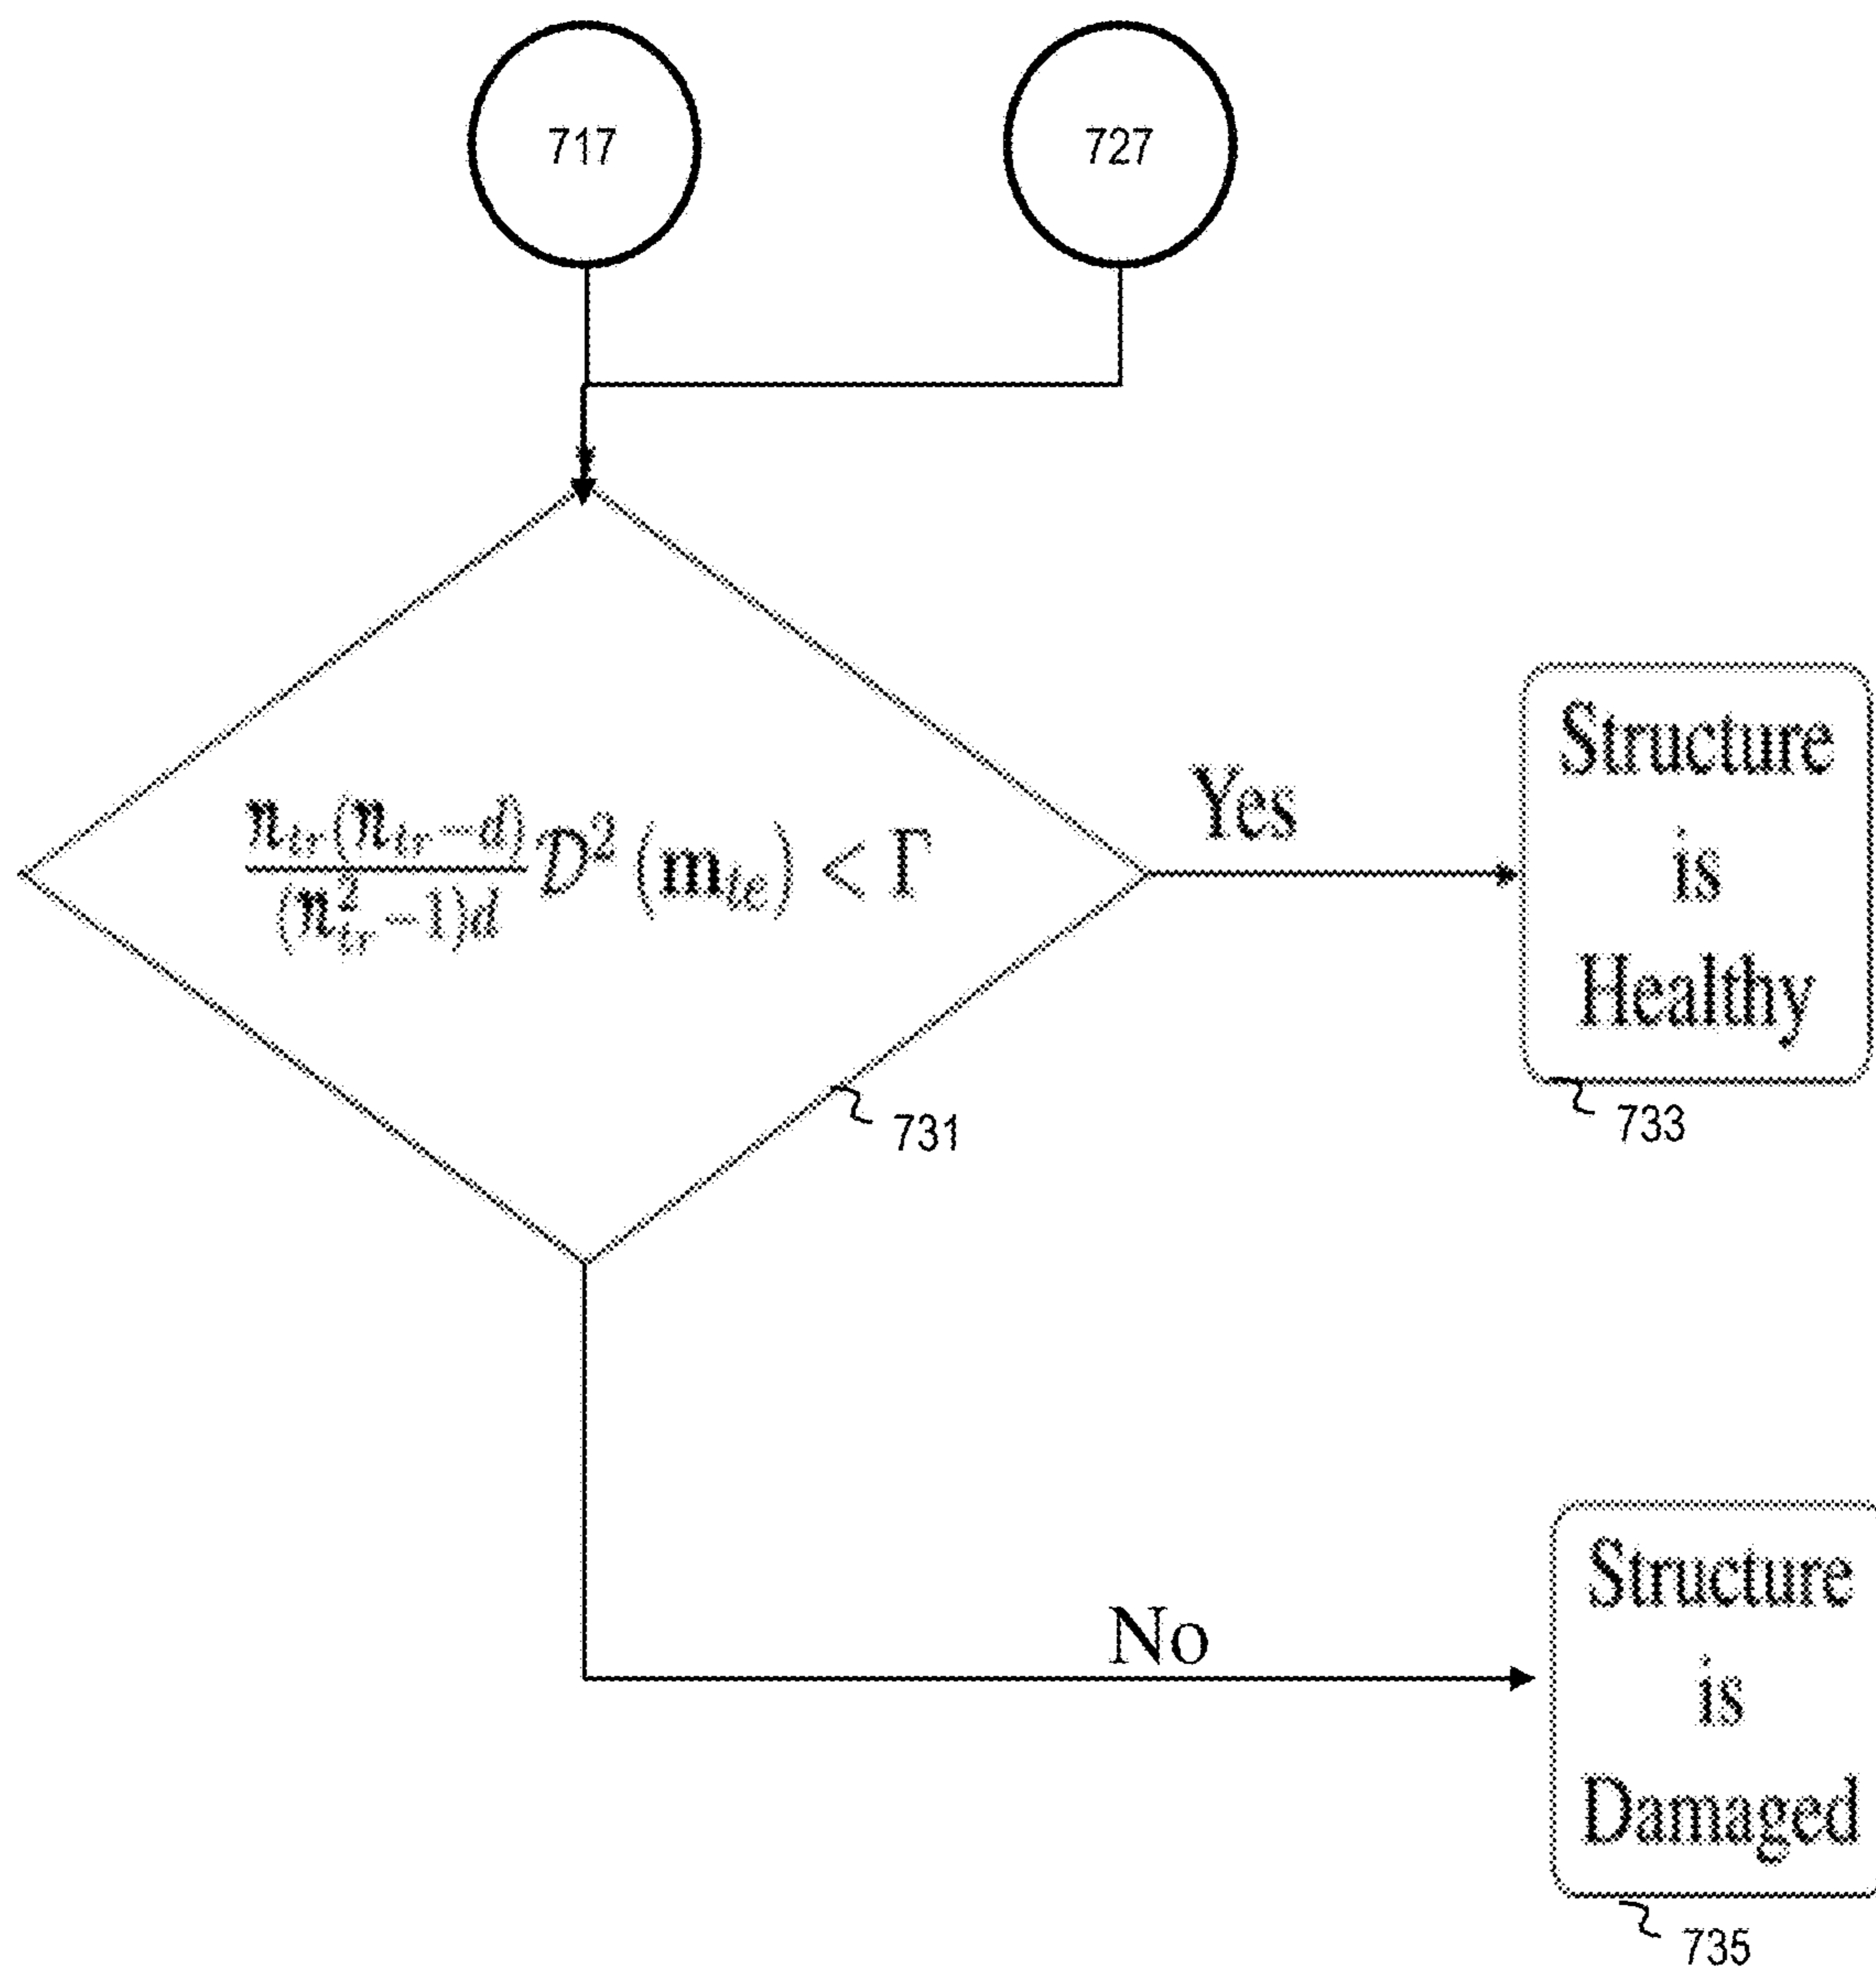 717
727
n_tr(n_tr−d)/(n_tr^2−1)d D²(m_te) < Γ
Yes
Structure
is
Healthy
731
733
No
Structure
is
Damaged
735